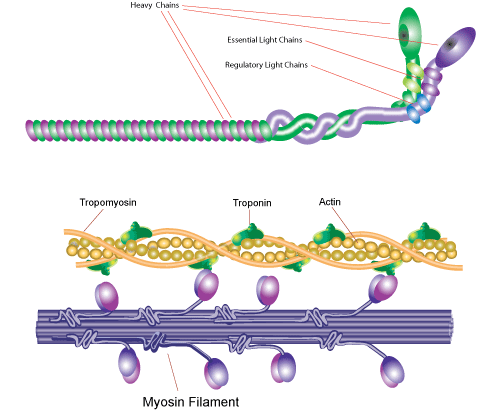 Heavy Chains
Essential Light Chains
Regulatory Light Chains
Tropomyosin
Troponin
Actin
Myosin Filament